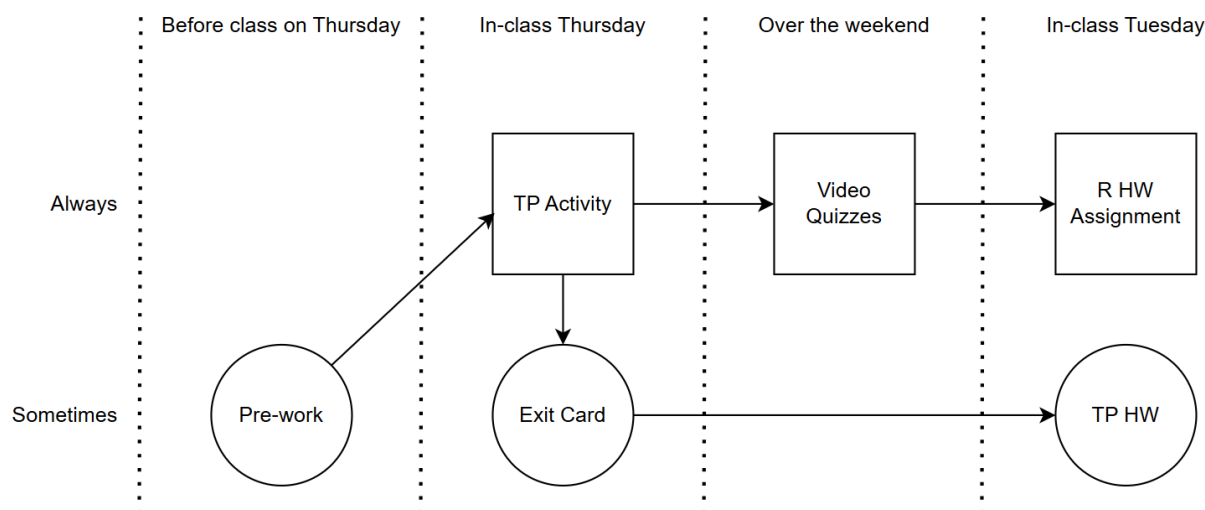 Before class on Thursday
In-class Thursday
Over the weekend
In-class Tuesday
Always
TP Activity
Video
Quizzes
R HW
Assignment
Sometimes
Pre-work
Exit Card
TP HW